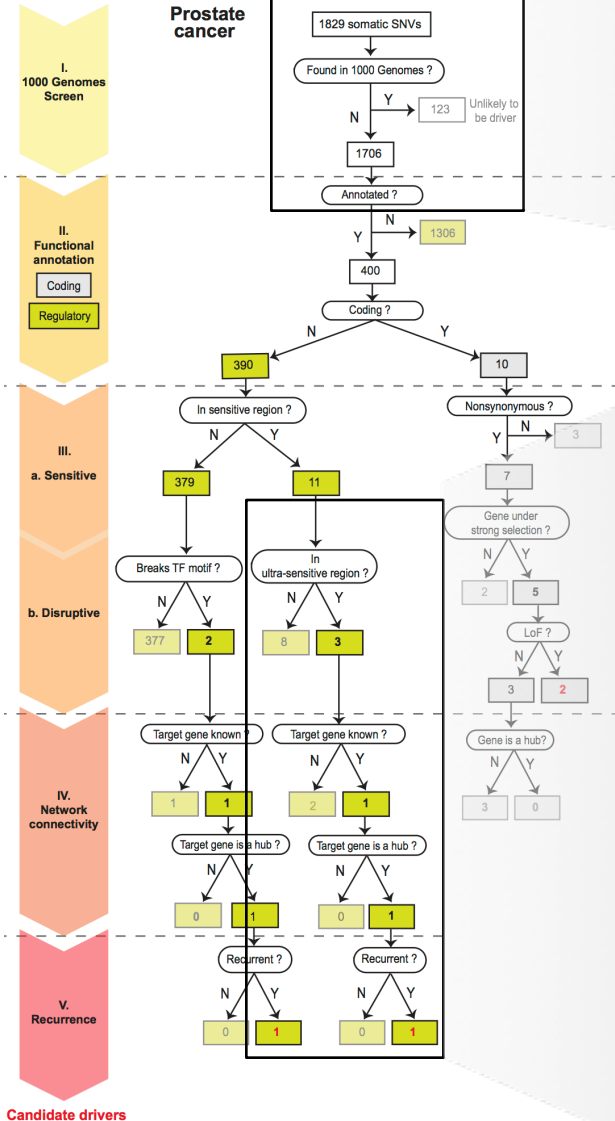 Prostate
cancer
1829 somatic SNVs
I.
1000 Genomes
Screen
Found in 1000 Genomes ?
Y
N
123
Unlikely to
be driver
1706
Annotated ?
II.
Functional
annotation
Coding
Regulatory
N
Y
1306
400
Coding ?
N
Y
390
10
In sensitive region ?
Nonsynonymous ?
N
Y
N
Y
3
III.
a. Sensitive
379
11
7
Gene under
strong selection ?
Breaks TF motif ?
In
ultra-sensitive region ?
N
Y
N
Y
N
Y
2
5
b. Disruptive
377
2
8
3
LoF ?
N
Y
3
2
Target gene known ?
Target gene known ?
Gene is a hub?
N
Y
N
Y
N
Y
IV.
Network
connectivity
1
1
2
1
3
0
Target gene is a hub ?
Target gene is a hub ?
N
Y
N
Y
0
1
0
1
Recurrent ?
Recurrent ?
V.
Recurrence
N
Y
N
Y
0
1
0
1
Candidate drivers